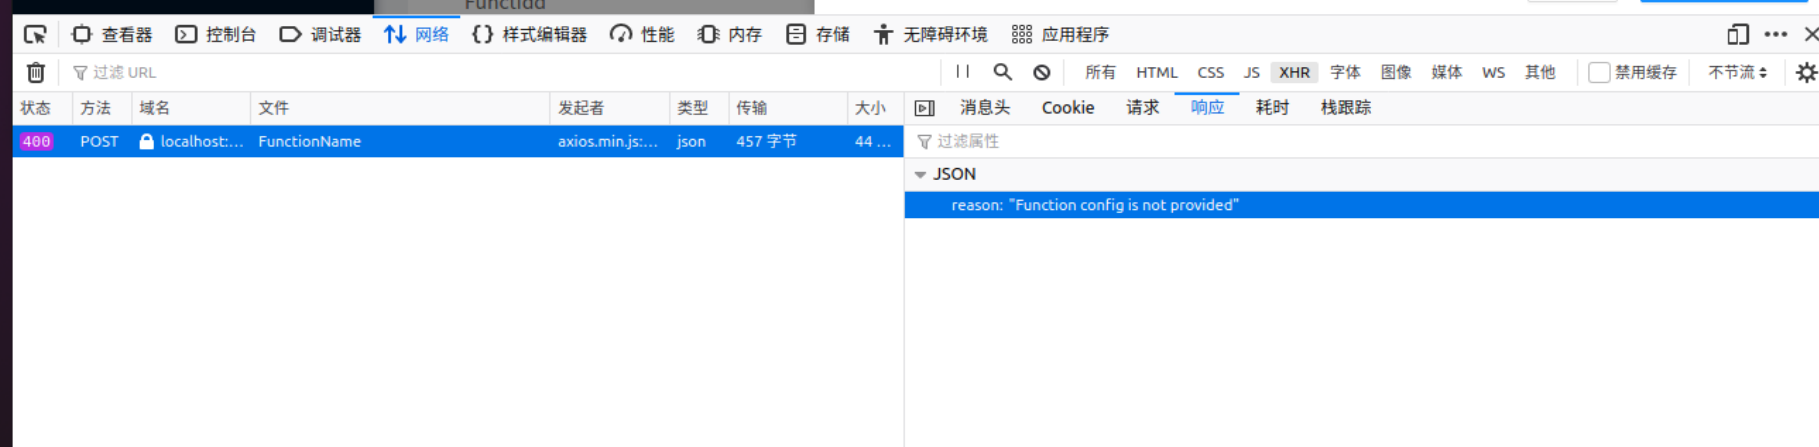 Functidd
查看器 控制台 调试器 网络 样式编辑器 性能 内存 存储 无障碍环境 应用程序
过滤 URL 所有 HTML CSS JS XHR 字体 图像 媒体 WS 其他 禁用缓存 不节流
状态 方法 域名 文件 发起者 类型 传输 大小 消息头 Cookie 请求 响应 耗时 栈跟踪
400 POST localhost:... FunctionName axios.min.js:... json 457 字节 44 ...
过滤属性
JSON
reason: "Function config is not provided"